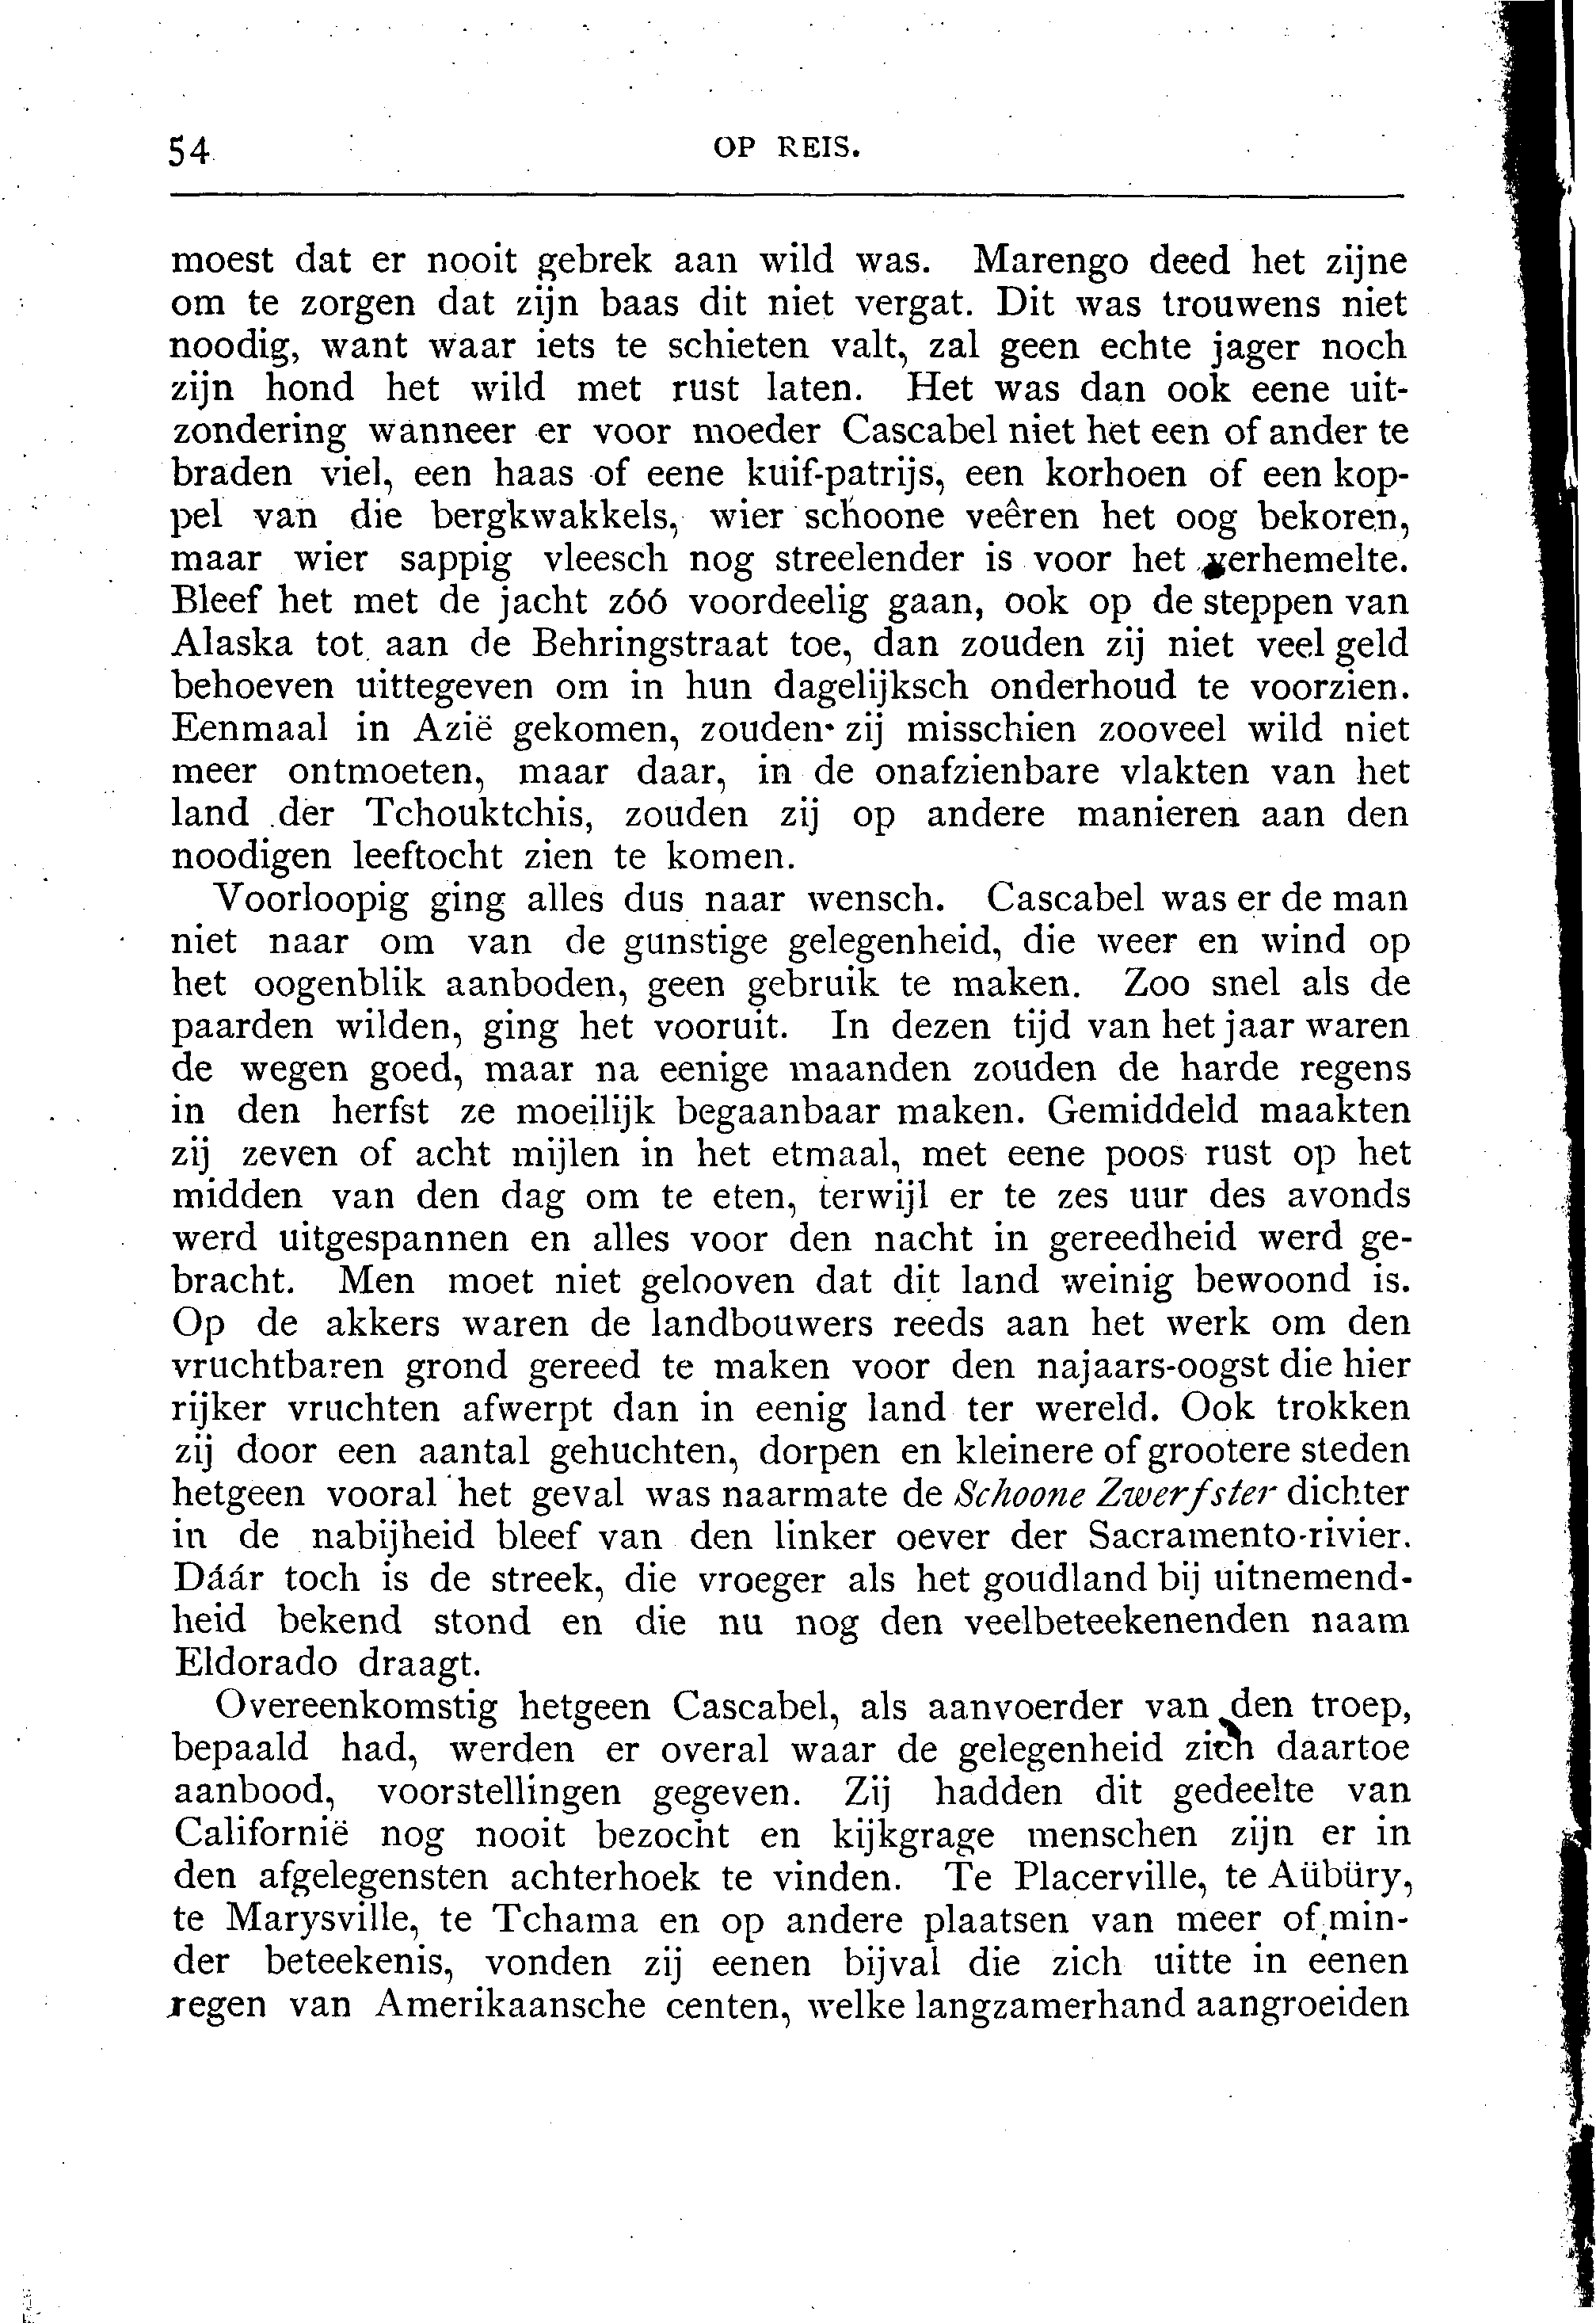 54
OP REIS.
moest dat er nooit gebrek aan wild was. Marengo deed het zijne
om te zorgen dat zijn baas dit niet vergat. Dit was trouwens niet
noodig, want waar iets te schieten valt, zal geen echte jager noch
zijn hond het wild met rust laten. Het was dan ook eene uit-
zondering wanneer er voor moeder Cascabel niet het een of ander te
braden viel, een haas of eene kuif-patrijs, een korhoen of een kop-
pel van die bergkwakkels, wier schoone veêren het oog bekoren,
maar wier sappig vleesch nog streelender is voor het verhemelte.
Bleef het met de jacht zóó voordeelig gaan, ook op de steppen van
Alaska tot aan de Behringstraat toe, dan zouden zij niet veel geld
behoeven uittegeven om in hun dagelijksch onderhoud te voorzien.
Eenmaal in Azië gekomen, zouden zij misschien zooveel wild niet
meer ontmoeten, maar daar, in de onafzienbare vlakten van het
land der Tchouktchis, zouden zij op andere manieren aan den
noodigen leeftocht zien te komen.
Voorloopig ging alles dus naar wensch. Cascabel was er de man
niet naar om van de gunstige gelegenheid, die weer en wind op
het oogenblik aanboden, geen gebruik te maken. Zoo snel als de
paarden wilden, ging het vooruit. In dezen tijd van het jaar waren
de wegen goed, maar na eenige maanden zouden de harde regens
in den herfst ze moeilijk begaanbaar maken. Gemiddeld maakten
zij zeven of acht mijlen in het etmaal, met eene poos rust op het
midden van den dag om te eten, terwijl er te zes uur des avonds
werd uitgespannen en alles voor den nacht in gereedheid werd ge-
bracht. Men moet niet gelooven dat dit land weinig bewoond is.
Op de akkers waren de landbouwers reeds aan het werk om den
vruchtbaren grond gereed te maken voor den najaars-oogst die hier
rijker vruchten afwerpt dan in eenig land ter wereld. Ook trokken
zij door een aantal gehuchten, dorpen en kleinere of grootere steden
hetgeen vooral het geval was naarmate de Schoone Zwerfster dichter
in de nabijheid bleef van den linker oever der Sacramento-rivier.
Dáár toch is de streek, die vroeger als het goudland bij uitnemend-
heid bekend stond en die nu nog den veelbeteekenenden naam
Eldorado draagt.
Overeenkomstig hetgeen Cascabel, als aanvoerder van den troep,
bepaald had, werden er overal waar de gelegenheid zich daartoe
aanbood, voorstellingen gegeven. Zij hadden dit gedeelte van
Californië nog nooit bezocht en kijkgrage menschen zijn er in
den afgelegensten achterhoek te vinden. Te Placerville, te Aübüry,
te Marysville, te Tchama en op andere plaatsen van meer of min-
der beteekenis, vonden zij eenen bijval die zich uitte in eenen
regen van Amerikaansche centen, welke langzamerhand aangroeiden